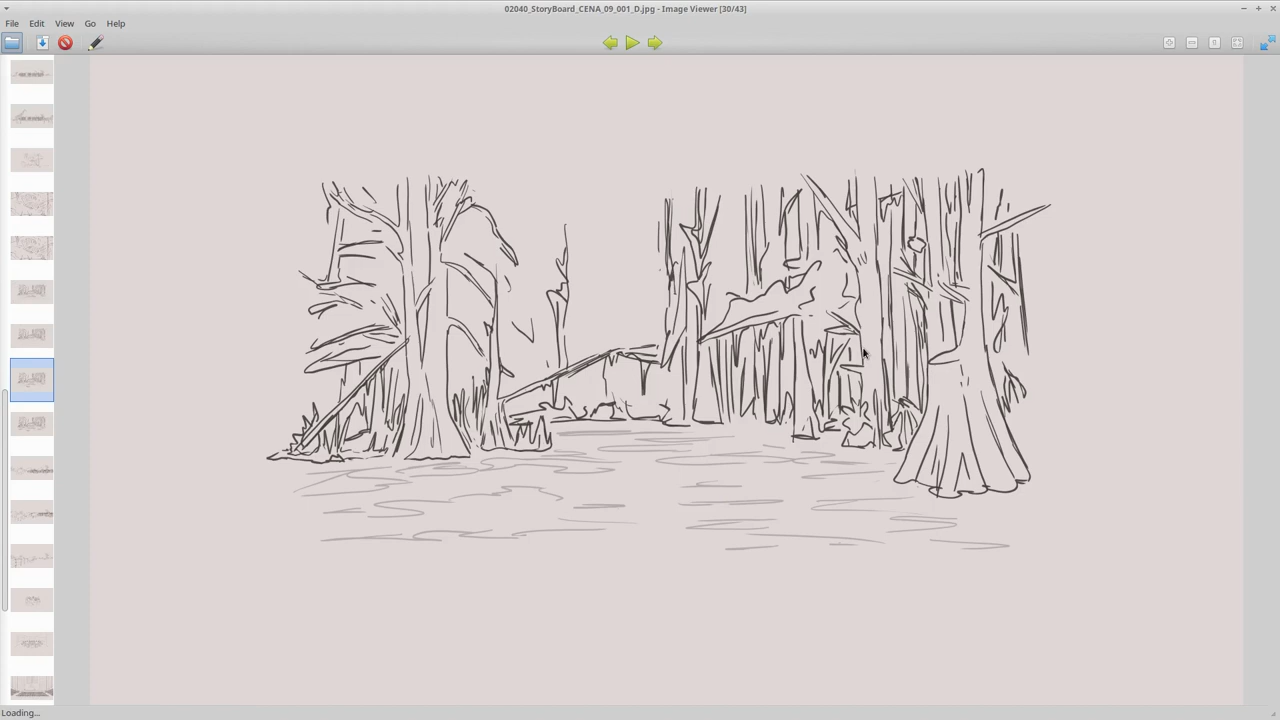 02040_StoryBoard_CENA_09_001_D.jpg - Image Viewer [30/43]
File Edit View Go Help
Loading...